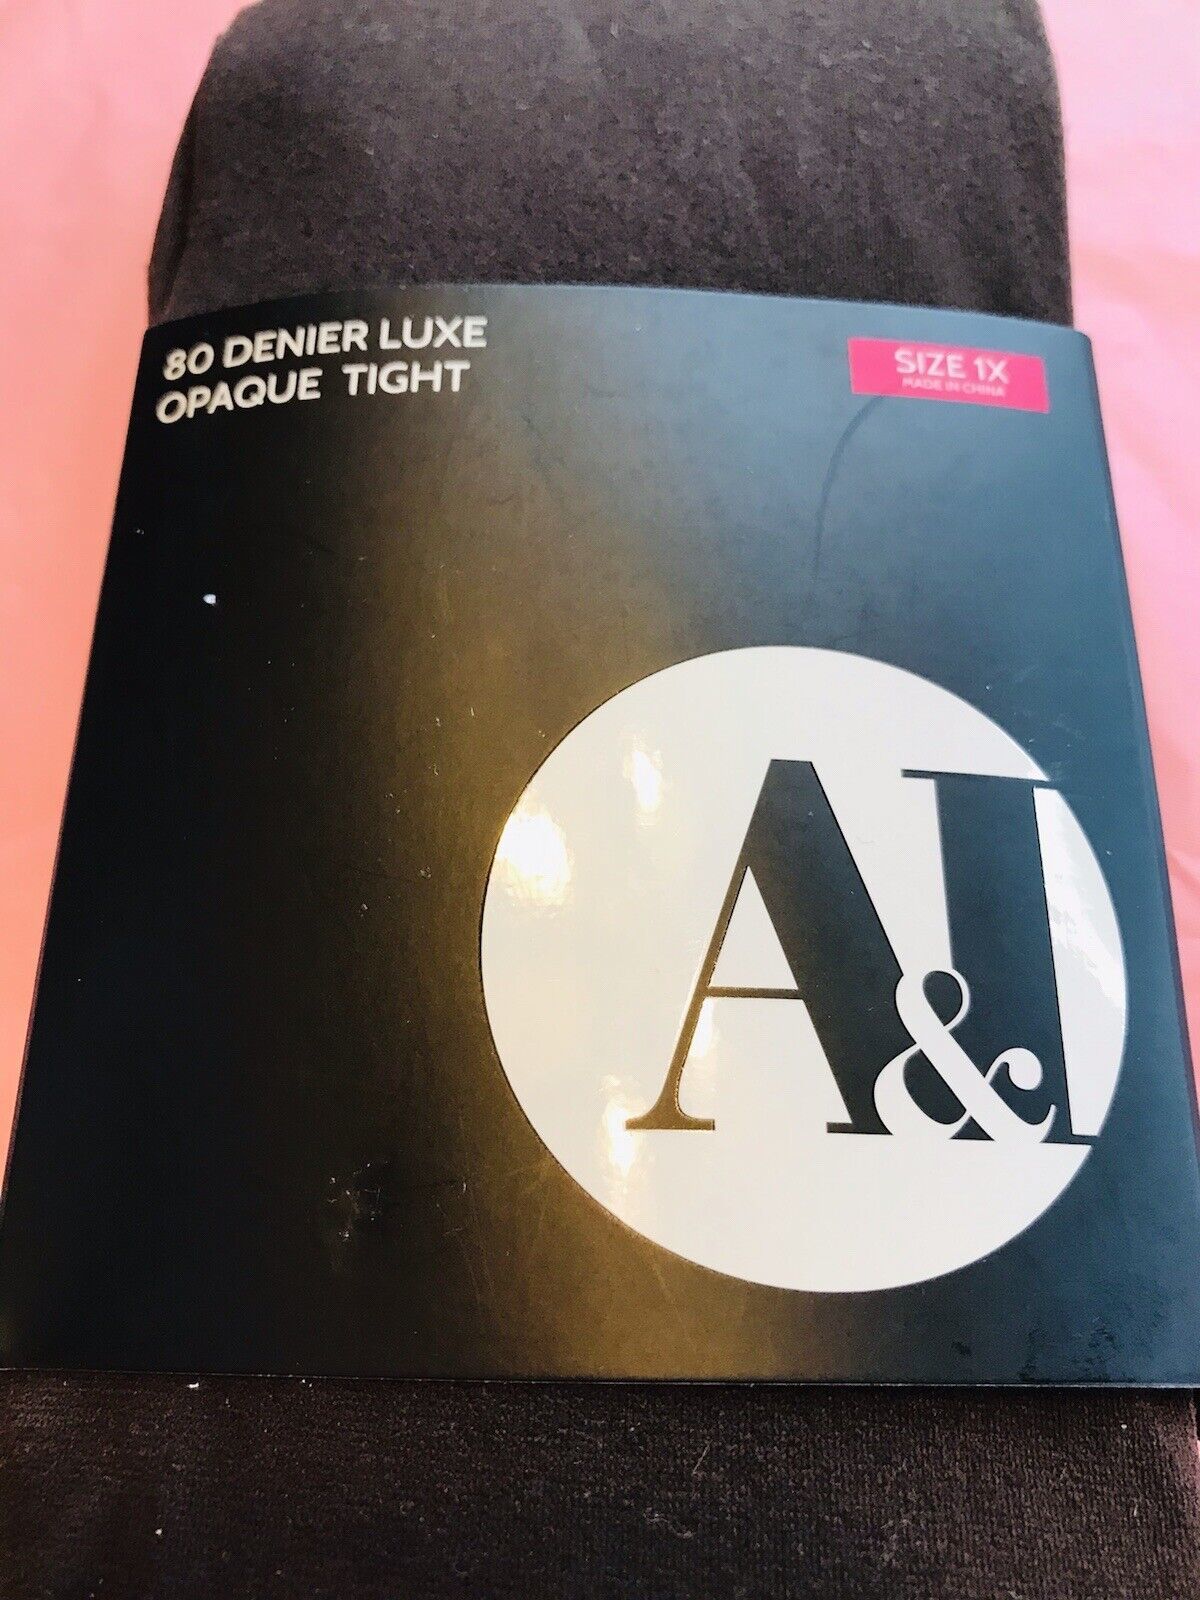 80 DENIER LUXE
OPAQUE TIGHT
SIZE 1X
MADE IN CHINA
A&I